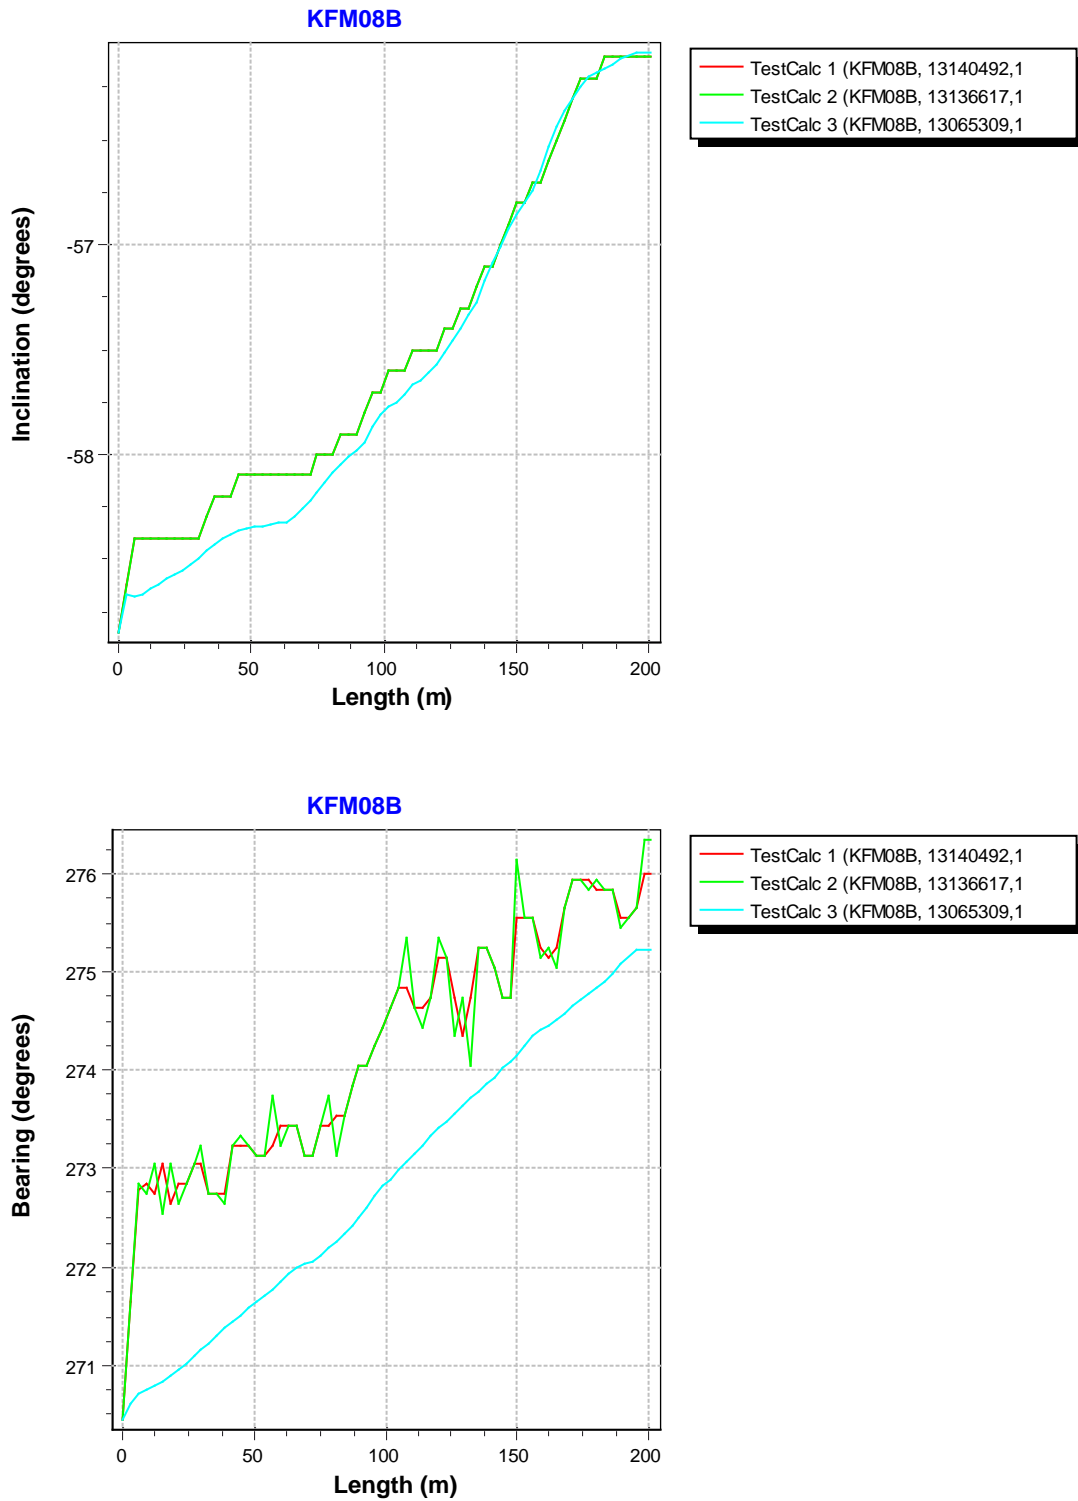 KFM08B
TestCalc 1 (KFM08B, 13140492,1
TestCalc 2 (KFM08B, 13136617,1
TestCalc 3 (KFM08B, 13065309,1
Inclination (degrees)
-57
-58
0 50 100 150 200
Length (m)
KFM08B
TestCalc 1 (KFM08B, 13140492,1
TestCalc 2 (KFM08B, 13136617,1
TestCalc 3 (KFM08B, 13065309,1
Bearing (degrees)
276
275
274
273
272
271
0 50 100 150 200
Length (m)